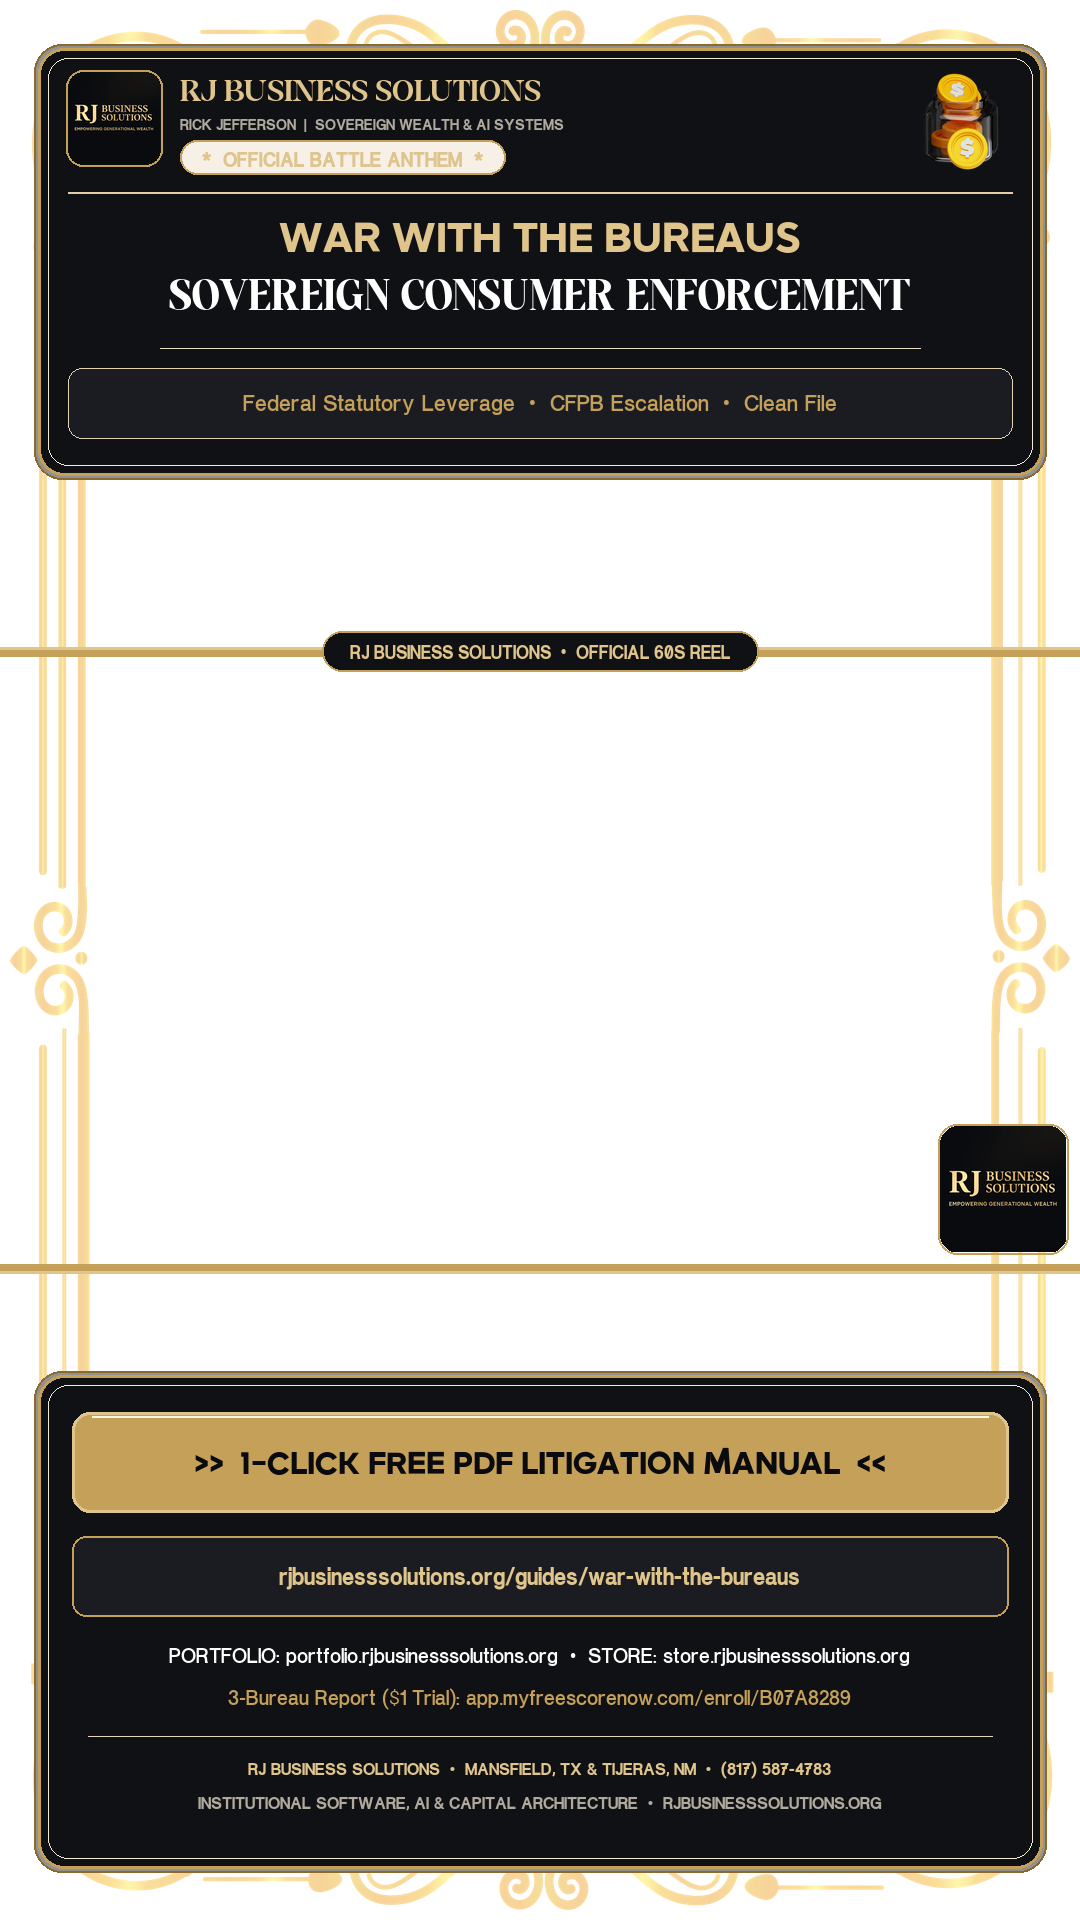 RJ BUSINESS SOLUTIONS
EMPOWERING GENERATIONAL WEALTH
RJ BUSINESS SOLUTIONS
RICK JEFFERSON | SOVEREIGN WEALTH & AI SYSTEMS
* OFFICIAL BATTLE ANTHEM *
WAR WITH THE BUREAUS
SOVEREIGN CONSUMER ENFORCEMENT
Federal Statutory Leverage • CFPB Escalation • Clean File
RJ BUSINESS SOLUTIONS • OFFICIAL 60S REEL
RJ BUSINESS SOLUTIONS
EMPOWERING GENERATIONAL WEALTH
>> 1-CLICK FREE PDF LITIGATION MANUAL <<
rjbusinesssolutions.org/guides/war-with-the-bureaus
PORTFOLIO: portfolio.rjbusinesssolutions.org • STORE: store.rjbusinesssolutions.org
3-Bureau Report ($1 Trial): app.myfreescorenow.com/enroll/B07A8289
RJ BUSINESS SOLUTIONS • MANSFIELD, TX & TIJERAS, NM • (817) 587-4783
INSTITUTIONAL SOFTWARE, AI & CAPITAL ARCHITECTURE • RJBUSINESSSOLUTIONS.ORG